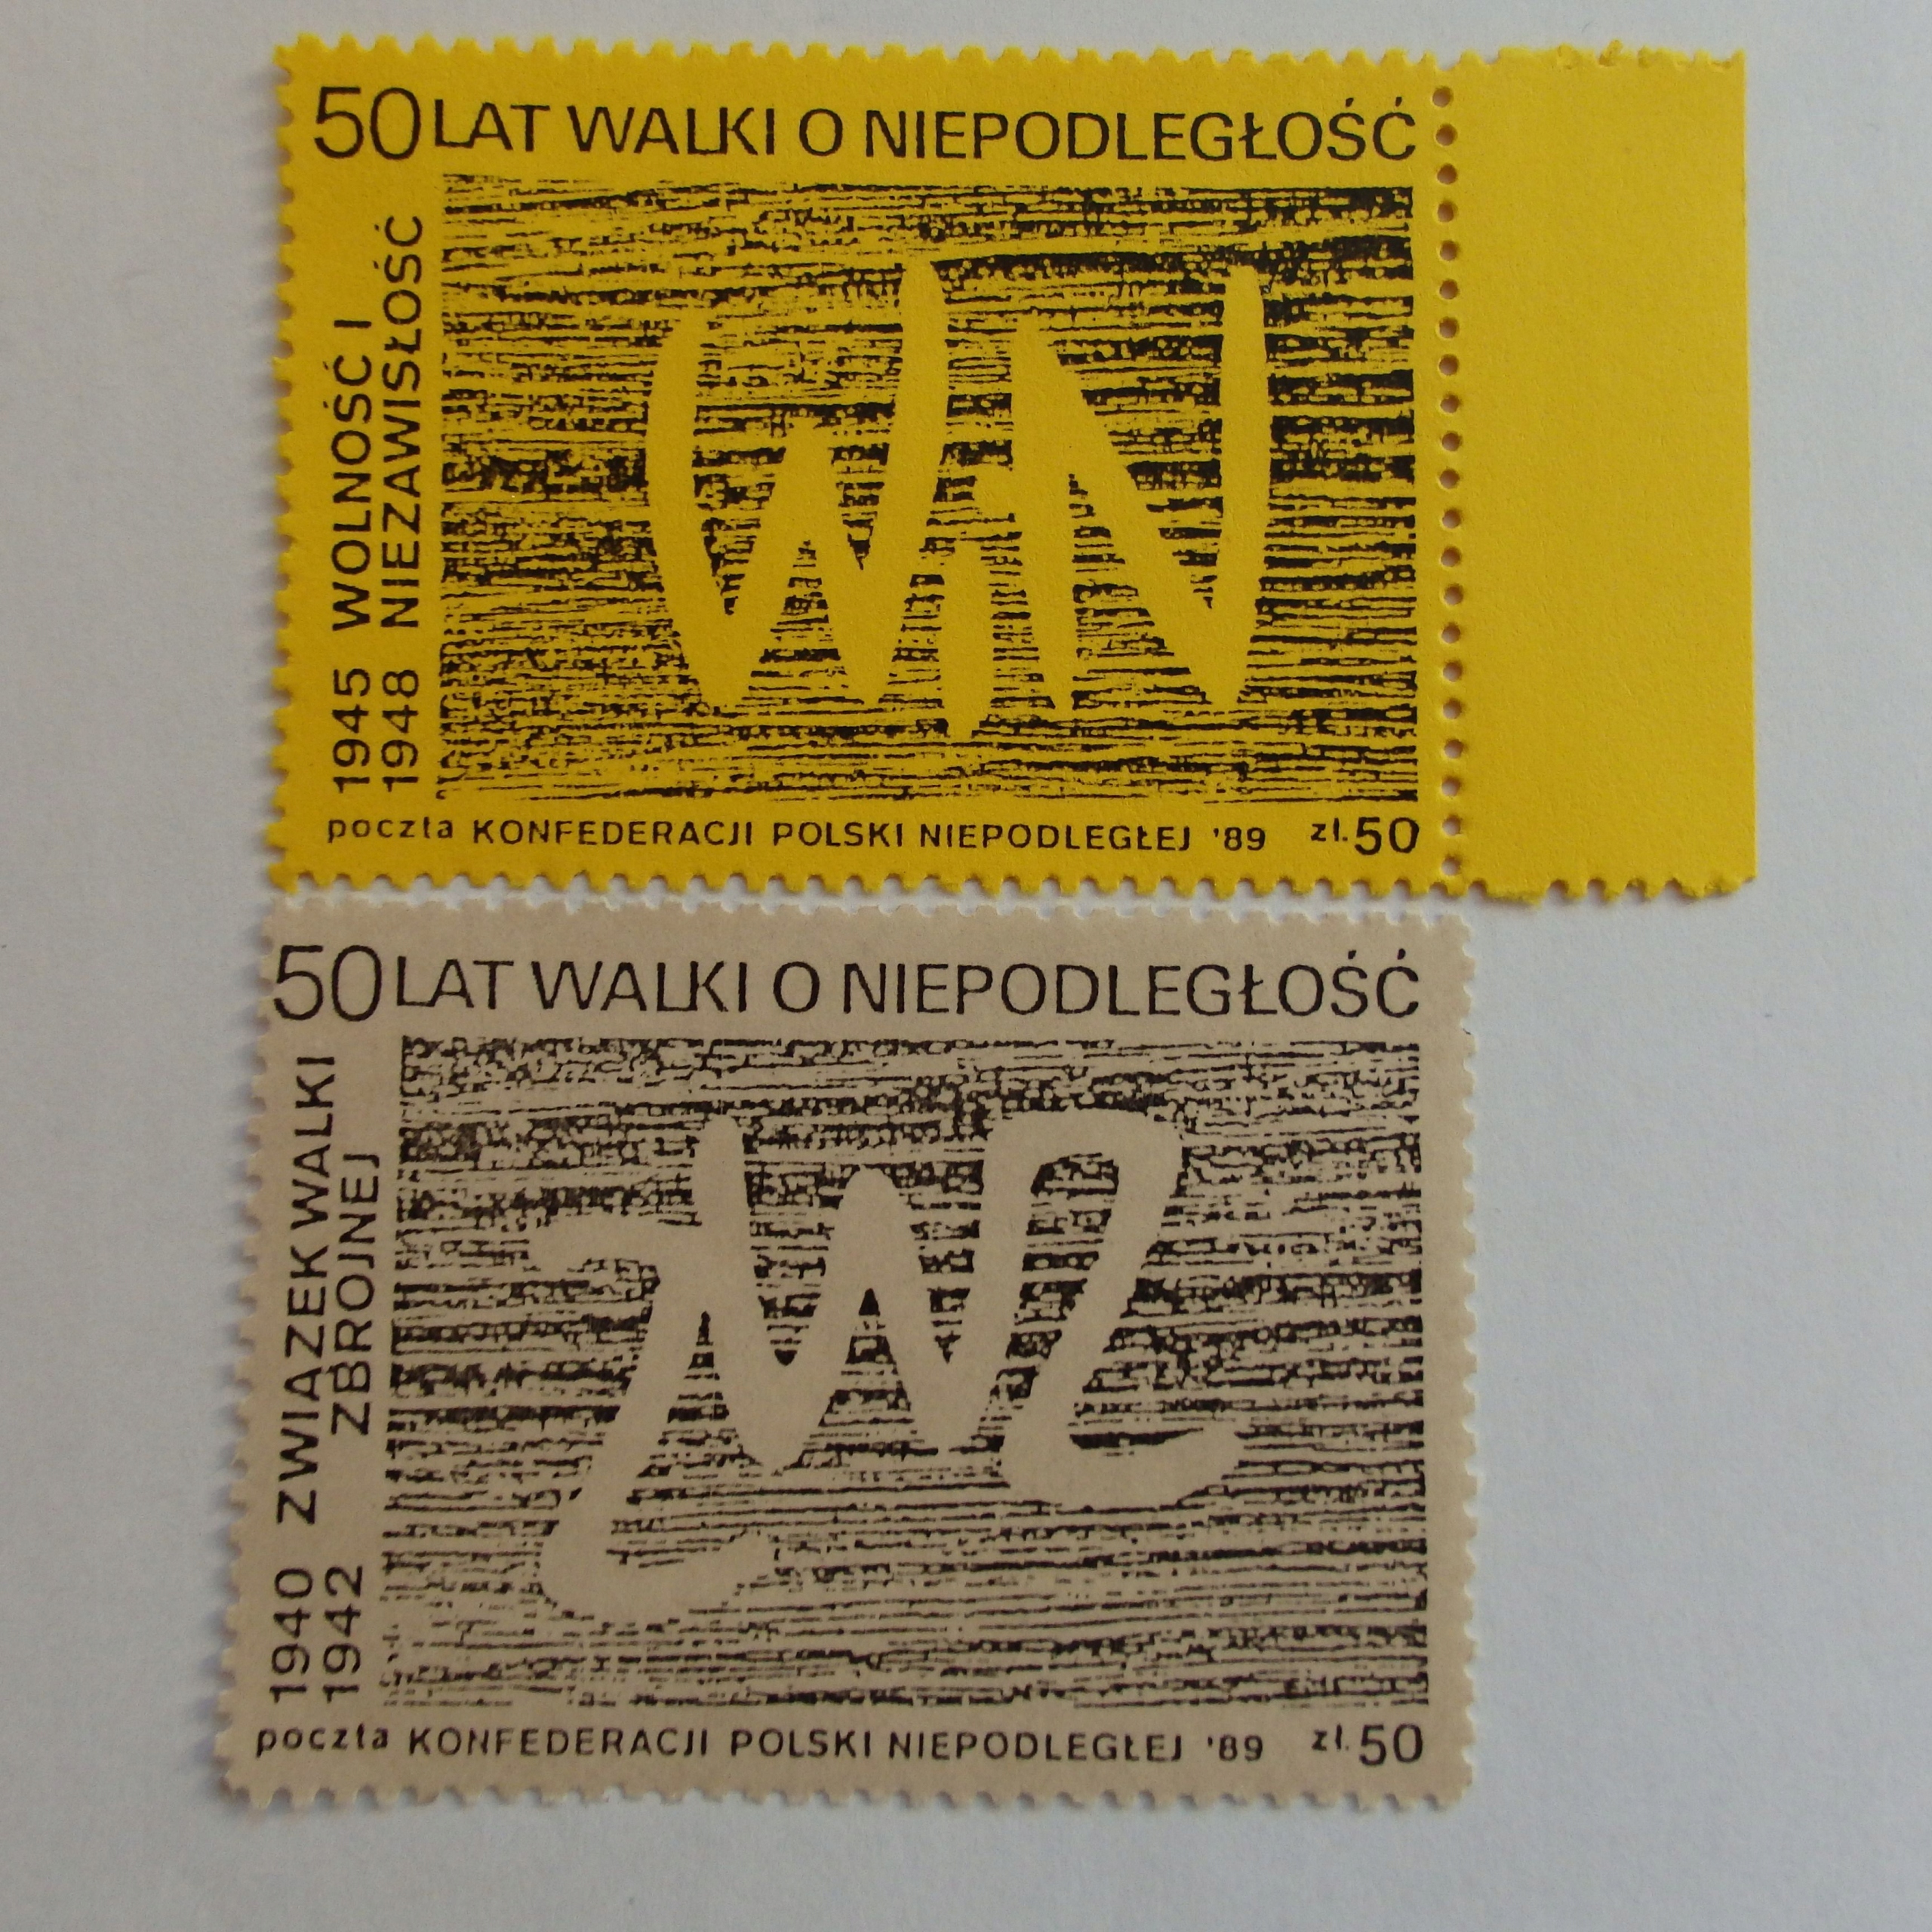 50 LAT WALKI O NIEPODLEGŁOŚĆ
1945 WOLNOŚĆ I
1948 NIEZAWISŁOŚĆ
WiN
poczta KONFEDERACJI POLSKI NIEPODLEGŁEJ '89 zł.50
50 LAT WALKI O NIEPODLEGŁOŚĆ
1940 ZWIAZEK WALKI
1942 ZBROJNEJ
ZWZ
poczta KONFEDERACJI POLSKI NIEPODLEGŁEJ '89 zł.50